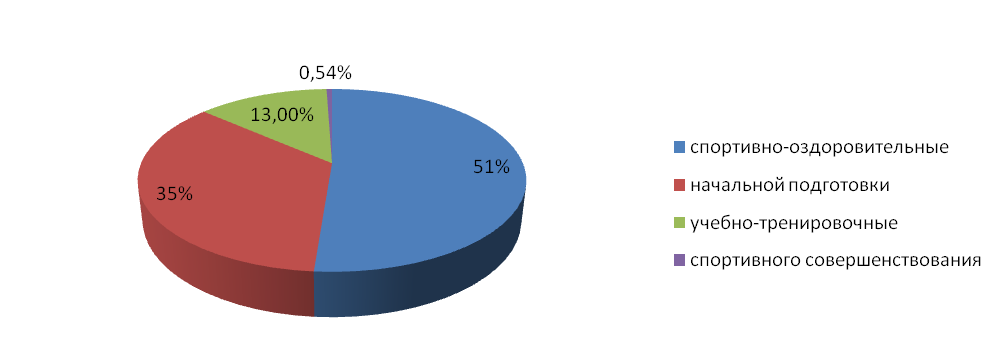 0,54%
13,00%
51%
35%
спортивно-оздоровительные
начальной подготовки
учебно-тренировочные
спортивного совершенствования